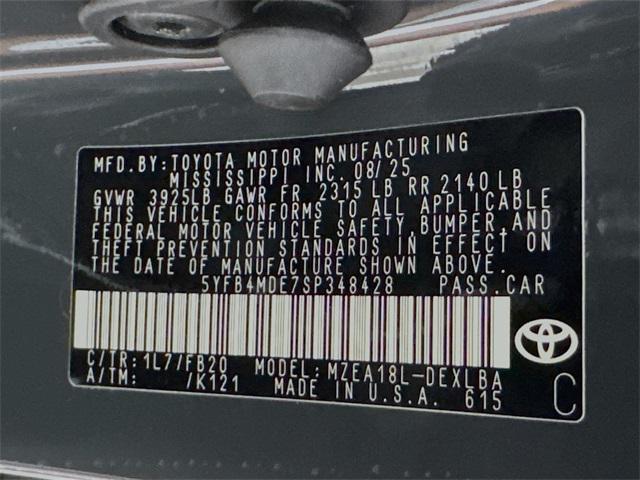 MFD. BY: TOYOTA MOTOR MANUFACTURING
MISSISSIPPI INC. 08/25
GVWR 3925LB GAWR FR 2315 LB RR 2140 LB
THIS VEHICLE CONFORMS TO ALL APPLICABLE
FEDERAL MOTOR VEHICLE SAFETY, BUMPER, AND
THEFT PREVENTION STANDARDS IN EFFECT ON
THE DATE OF MANUFACTURE SHOWN ABOVE.
5YFB4MDE7SP348428 PASS. CAR
C/TR: 1L7/FB20 MODEL: MZEA18L-DEXLBA
A/TM: /K121 MADE IN U.S.A. 615
C